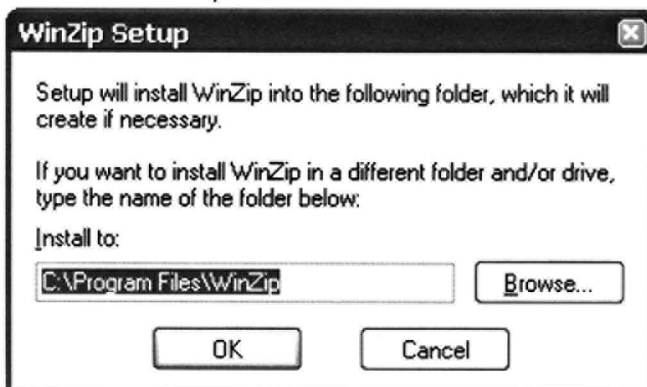 WinZip Setup
Setup will install WinZip into the following folder, which it will
create if necessary.
If you want to install WinZip in a different folder and/or drive,
type the name of the folder below:
Install to:
C:\Program Files\WinZip
Browse...
OK
Cancel